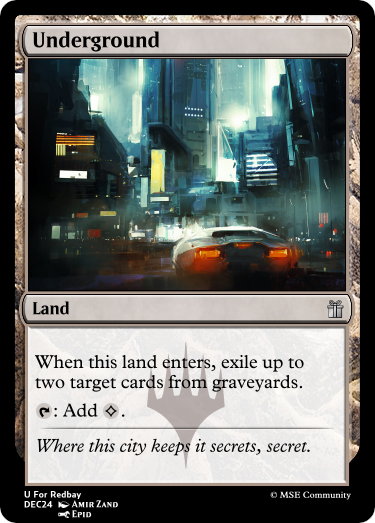 Underground
Land
When this land enters, exile up to
two target cards from graveyards.
: Add .
Where this city keeps it secrets, secret.
U For Redbay
DEC24 Amir Zand
Epid
© MSE Community